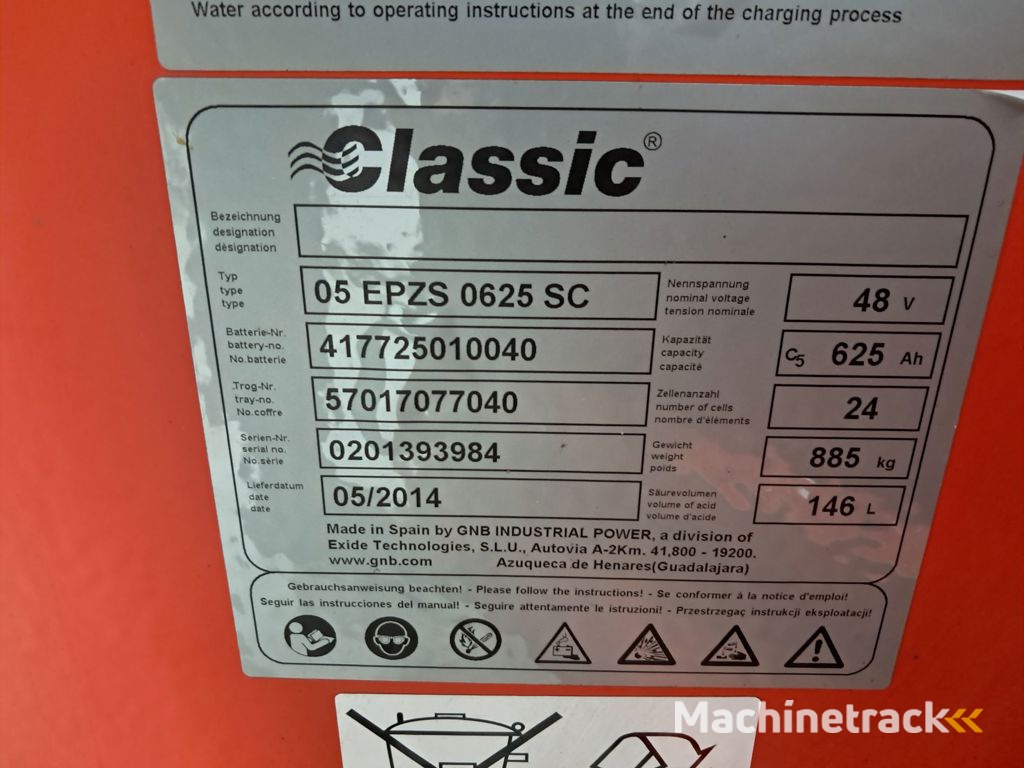 Water according to operating instructions at the end of the charging process
Classic®
Bezeichnung
designation
désignation
Typ
type
type
05 EPZS 0625 SC
Nennspannung
nominal voltage
tension nominale
48 V
Batterie-Nr.
battery-no.
No.batterie
417725010040
Kapazität
capacity
capacité
C5 625 Ah
Trog-Nr.
tray-no.
No.coffre
57017077040
Zellenanzahl
number of cells
nombre d'éléments
24
Serien-Nr.
serial no.
No.série
0201393984
Gewicht
weight
poids
885 kg
Lieferdatum
date
date
05/2014
Säurevolumen
volume of acid
volume d'acide
146 L
Made in Spain by GNB INDUSTRIAL POWER, a division of
Exide Technologies, S.L.U., Autovia A-2Km. 41,800 - 19200.
www.gnb.com Azuqueca de Henares(Guadalajara)
Gebrauchsanweisung beachten! - Please follow the instructions! - Se conformer à la notice d'emploi!
Seguir las instrucciones del manual! - Seguire attentamente le istruzioni! - Przestrzegaç instrukcji eksploatacji!
Machinetrack